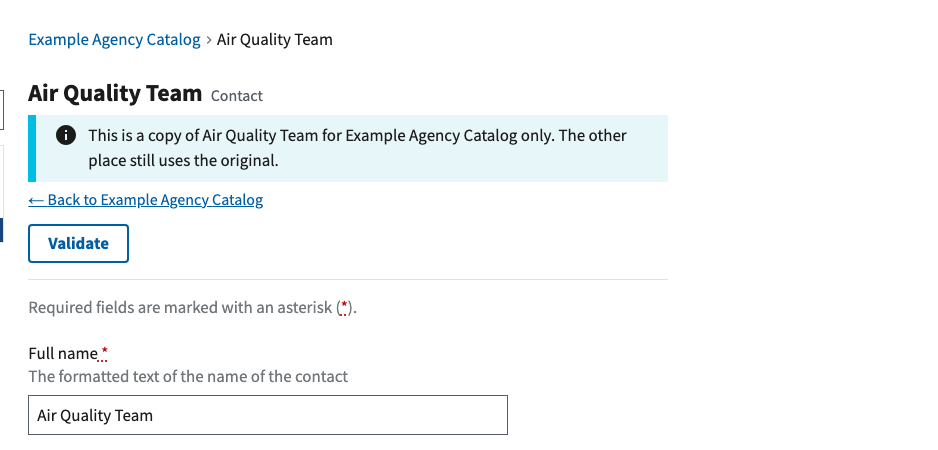 Example Agency Catalog › Air Quality Team
Air Quality Team Contact
This is a copy of Air Quality Team for Example Agency Catalog only. The other
place still uses the original.
← Back to Example Agency Catalog
Validate
Required fields are marked with an asterisk (*).
Full name *
The formatted text of the name of the contact
Air Quality Team